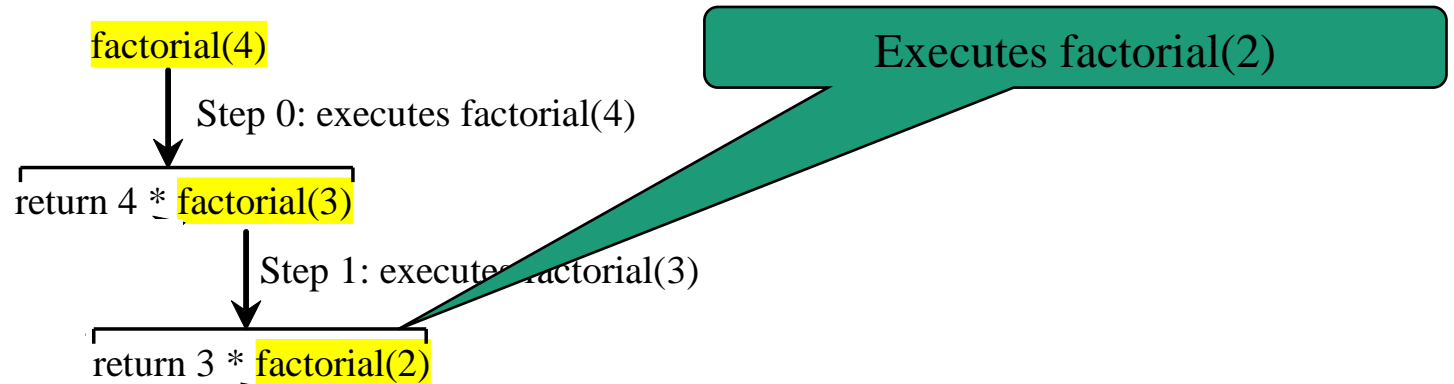 factorial(4)
Executes factorial(2)
Step 0: executes factorial(4)
return 4 * factorial(3)
Step 1: executes factorial(3)
return 3 * factorial(2)